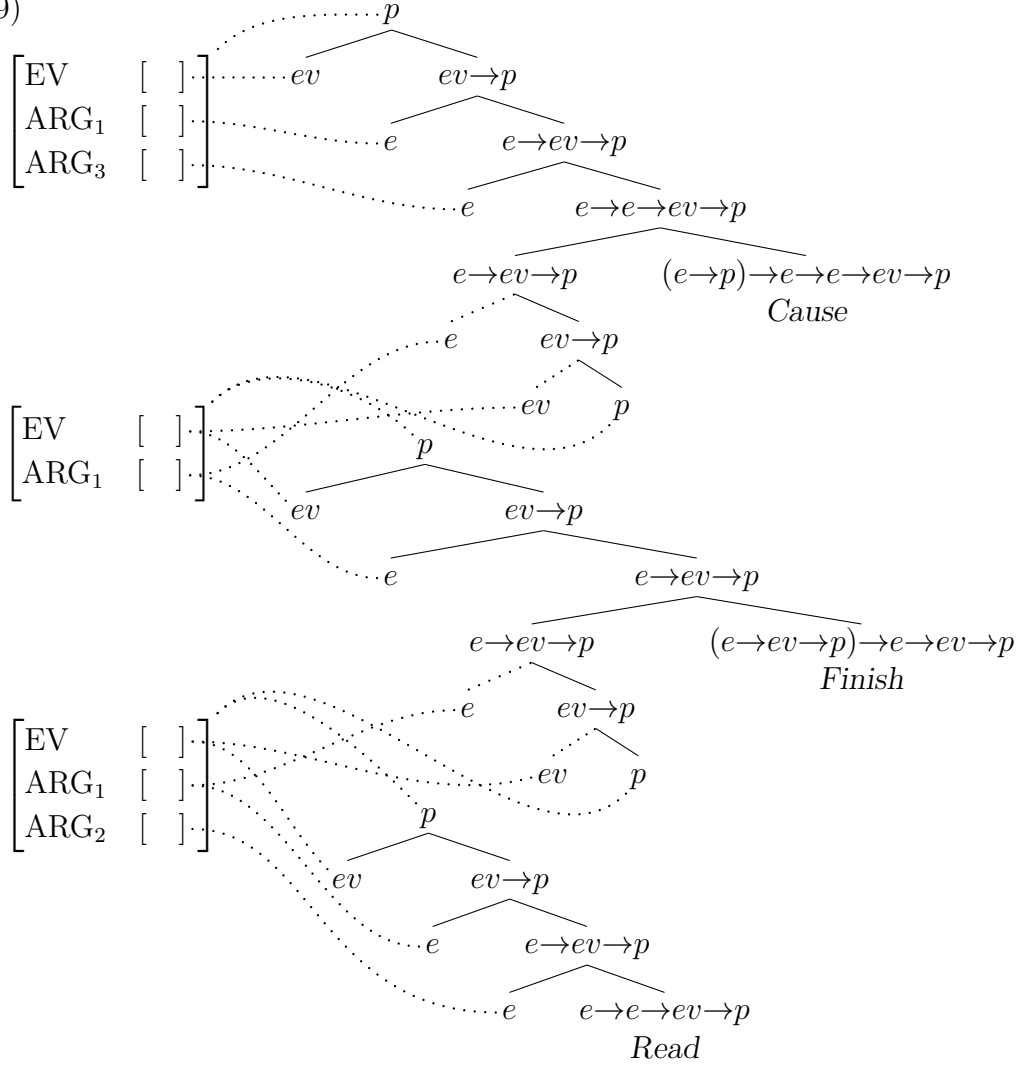 9)
p
EV [ ] ev ev→p
ARG₁ [ ] e e→ev→p
ARG₃ [ ]
e e→e→ev→p
e→ev→p (e→p)→e→e→ev→p
Cause
e ev→p
ev p
EV [ ]
p
ARG₁ [ ]
ev ev→p
e e→ev→p
e→ev→p (e→ev→p)→e→ev→p
Finish
e ev→p
EV [ ]
ev p
ARG₁ [ ]
p
ARG₂ [ ]
ev ev→p
e e→ev→p
e e→e→ev→p
Read